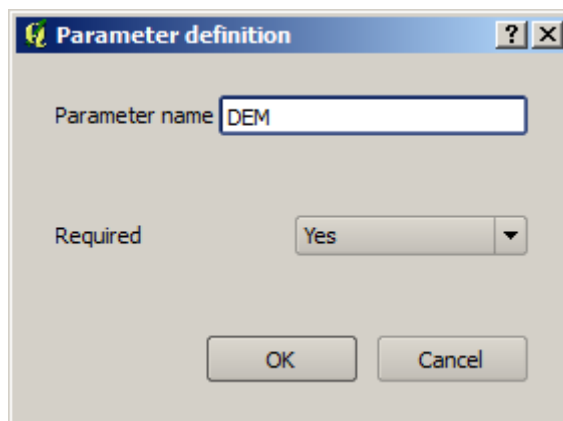 Parameter definition
Parameter name DEM
Required Yes
OK Cancel